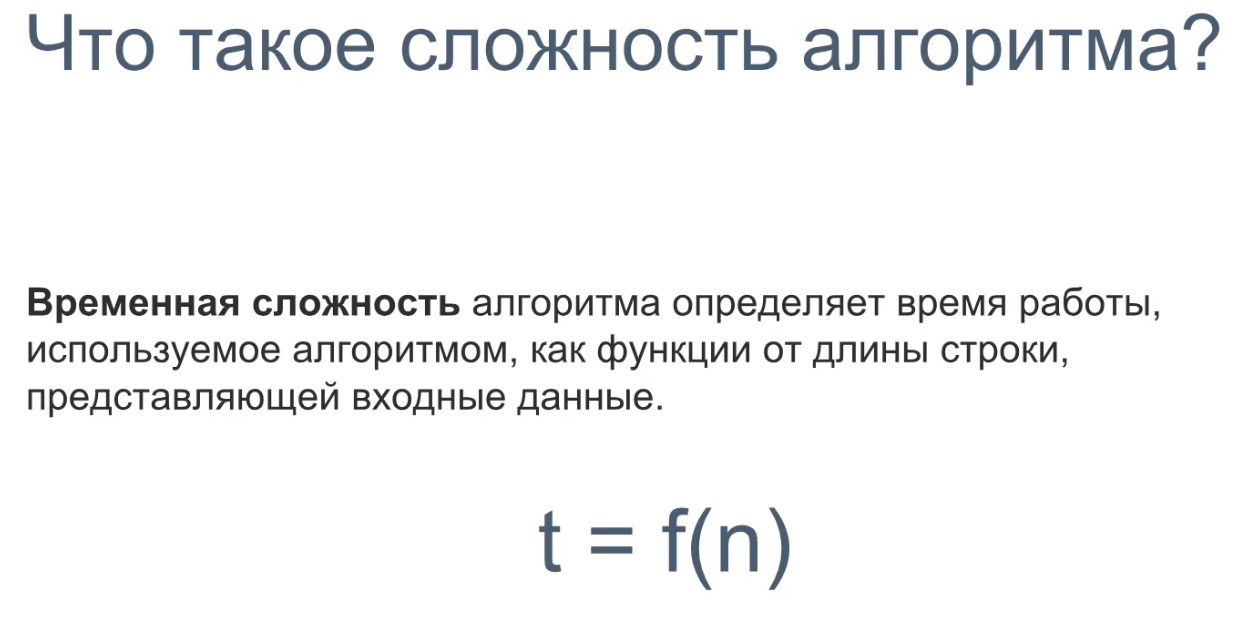 Что такое сложность алгоритма?
Временная сложность алгоритма определяет время работы,
используемое алгоритмом, как функции от длины строки,
представляющей входные данные.
t = f(n)